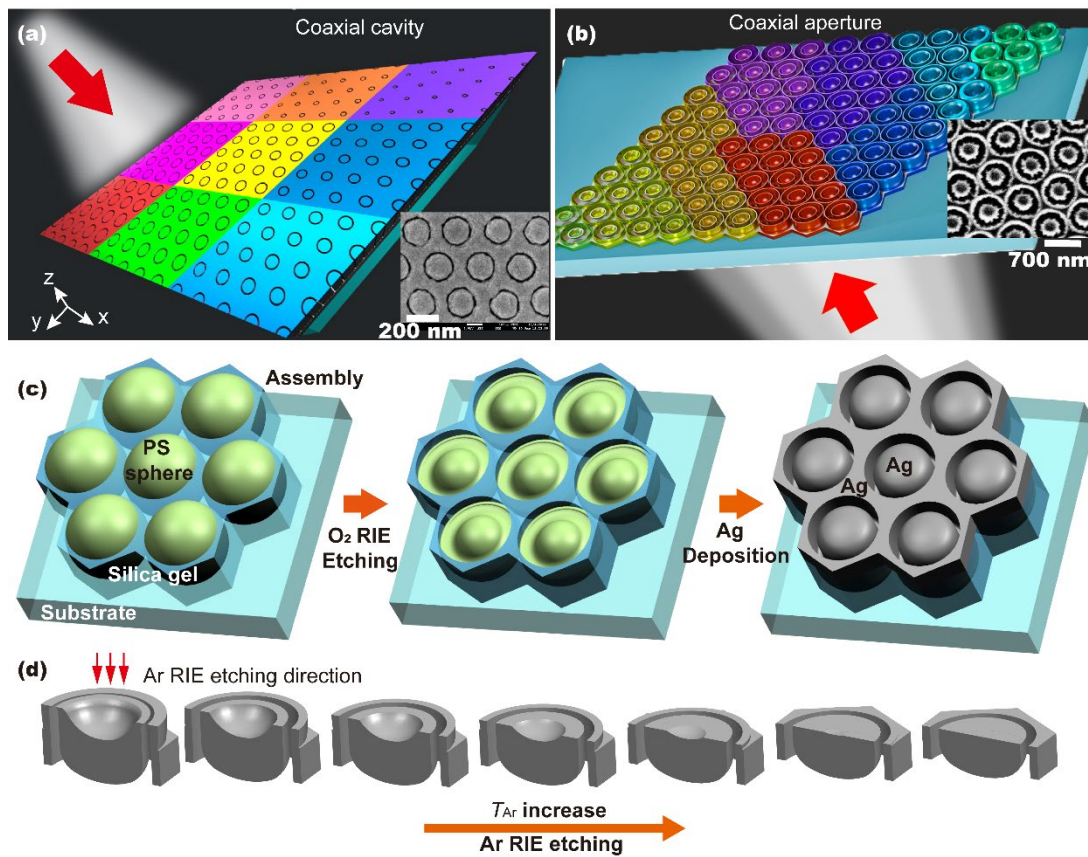 (a)
Coaxial cavity
z
y
x
200 nm
(b)
Coaxial aperture
700 nm
(c)
Assembly
PS
sphere
Silica gel
Substrate
O₂ RIE
Etching
Ag
Ag
Ag
Deposition
(d)
Ar RIE etching direction
TAr increase
Ar RIE etching